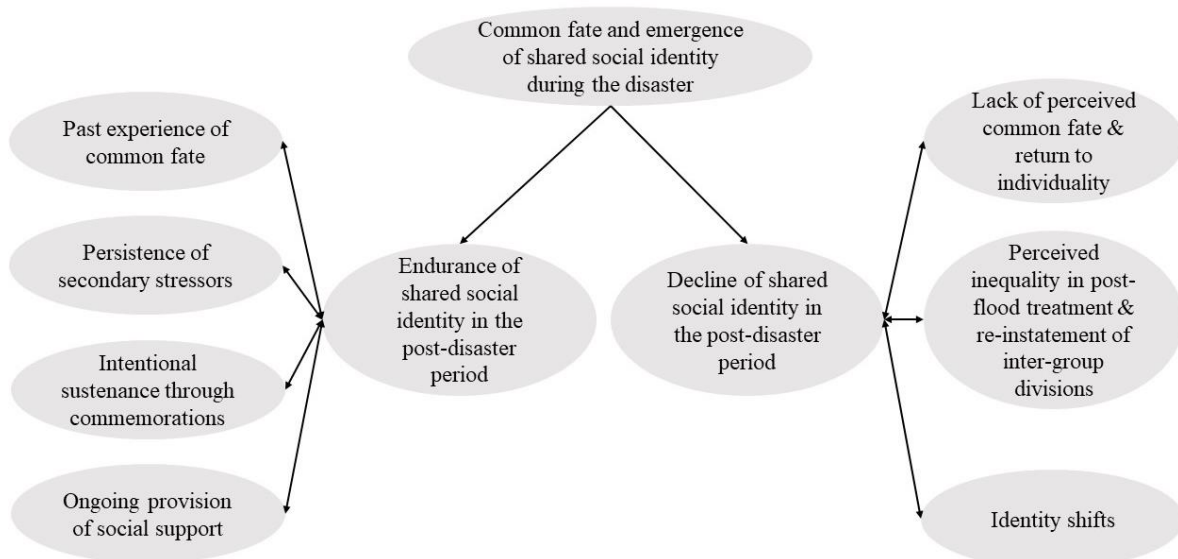 Common fate and emergence
of shared social identity
during the disaster
Past experience of
common fate
Persistence of
secondary stressors
Intentional
sustenance through
commemorations
Ongoing provision
of social support
Endurance of
shared social
identity in the
post-disaster
period
Decline of shared
social identity in
the post-disaster
period
Lack of perceived
common fate &
return to
individuality
Perceived
inequality in post-
flood treatment &
re-instatement of
inter-group
divisions
Identity shifts